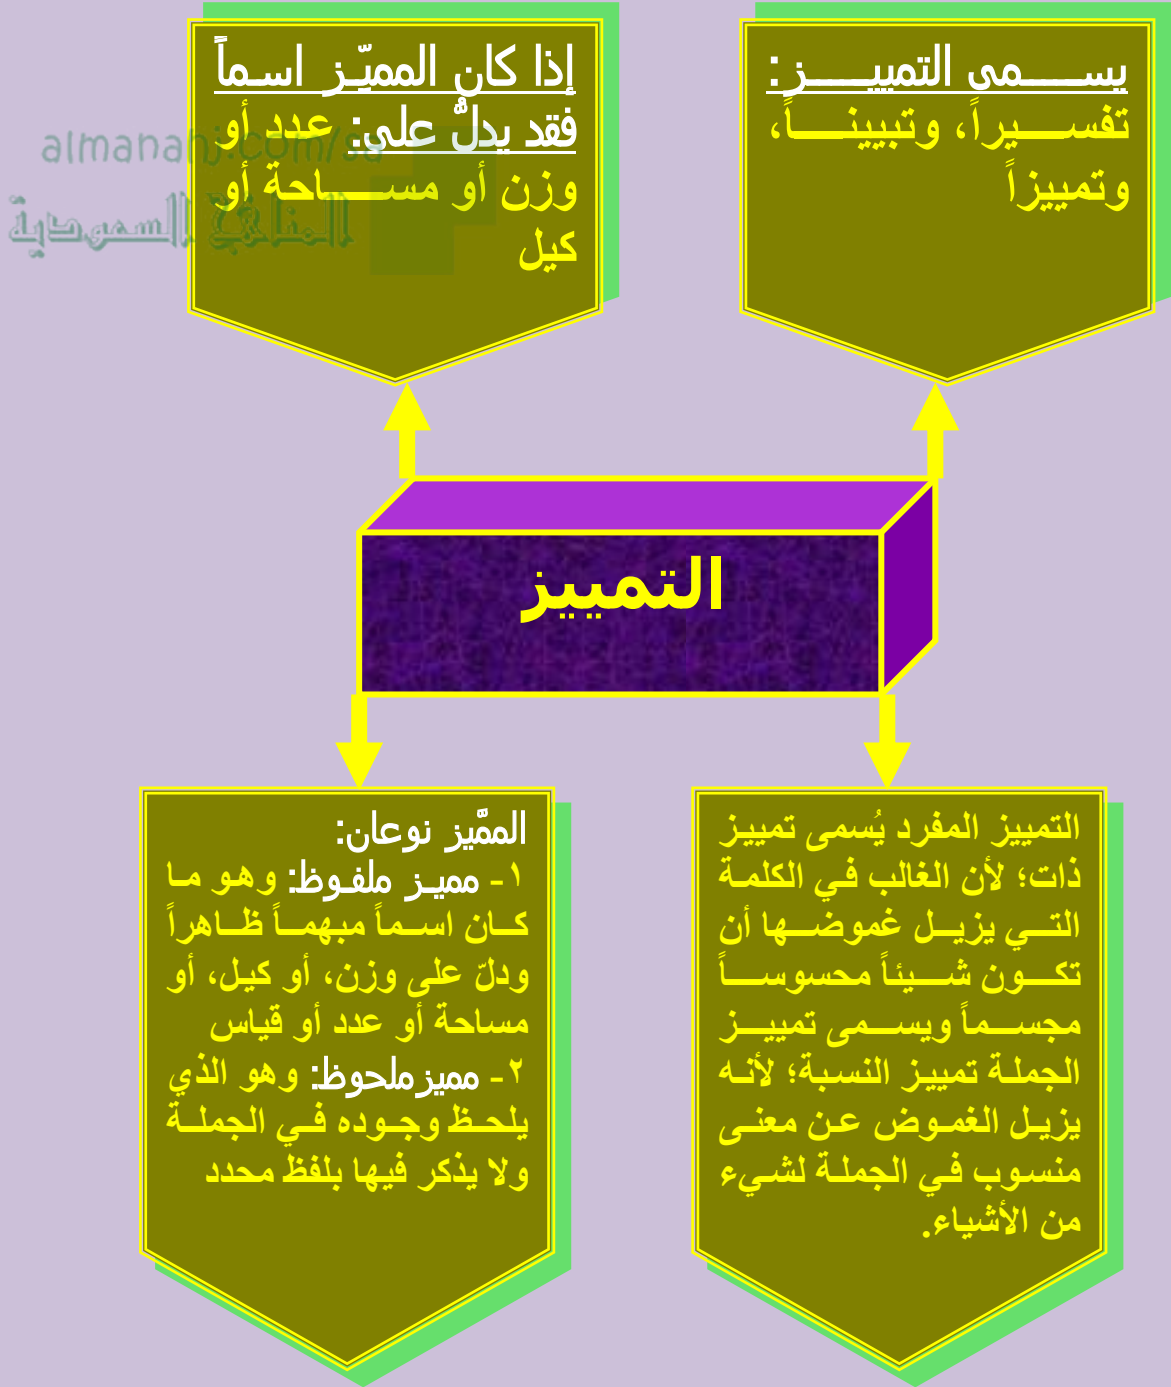 يسمى التمييز:
تفسيراً، وتبييناً،
وتمييزاً
إذا كان المميّز اسماً
فقد يدلُّ على: عدد أو
وزن أو مساحة أو
كيل
almanahj.com/sa
المناهج السعودية
التمييز
التمييز المفرد يُسمى تمييز
ذات؛ لأن الغالب في الكلمة
التي يزيل غموضها أن
تكون شيئاً محسوساً
مجسماً ويسمى تمييز
الجملة تمييز النسبة؛ لأنه
يزيل الغموض عن معنى
منسوب في الجملة لشيء
من الأشياء.
الممَّيز نوعان:
١- مميز ملفوظ: وهو ما
كان اسماً مبهماً ظاهراً
ودلّ على وزن، أو كيل، أو
مساحة أو عدد أو قياس
٢- مميز ملحوظ: وهو الذي
يلحظ وجوده في الجملة
ولا يذكر فيها بلفظ محدد